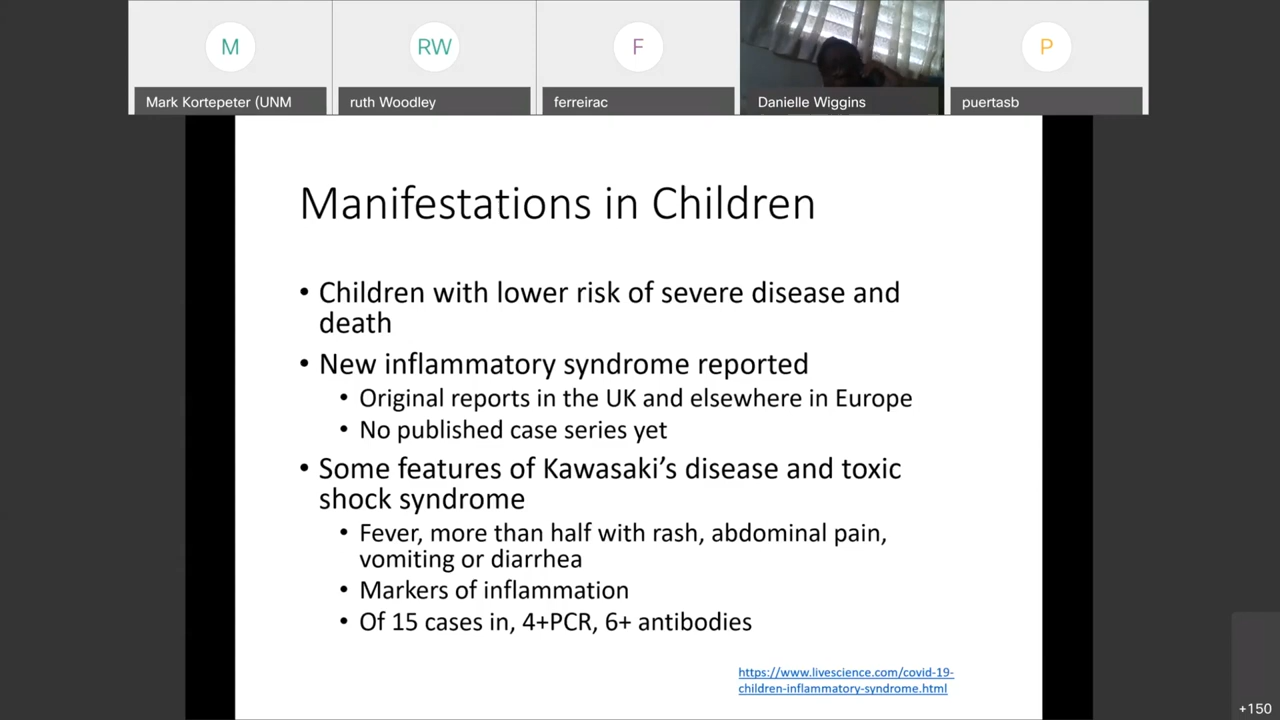 M
RW
F
P
Mark Kortepeter (UNM
ruth Woodley
ferreirac
Danielle Wiggins
puertasb
Manifestations in Children
• Children with lower risk of severe disease and
death
• New inflammatory syndrome reported
• Original reports in the UK and elsewhere in Europe
• No published case series yet
• Some features of Kawasaki’s disease and toxic
shock syndrome
• Fever, more than half with rash, abdominal pain,
vomiting or diarrhea
• Markers of inflammation
• Of 15 cases in, 4+PCR, 6+ antibodies
https://www.livescience.com/covid-19-
children-inflammatory-syndrome.html
+150